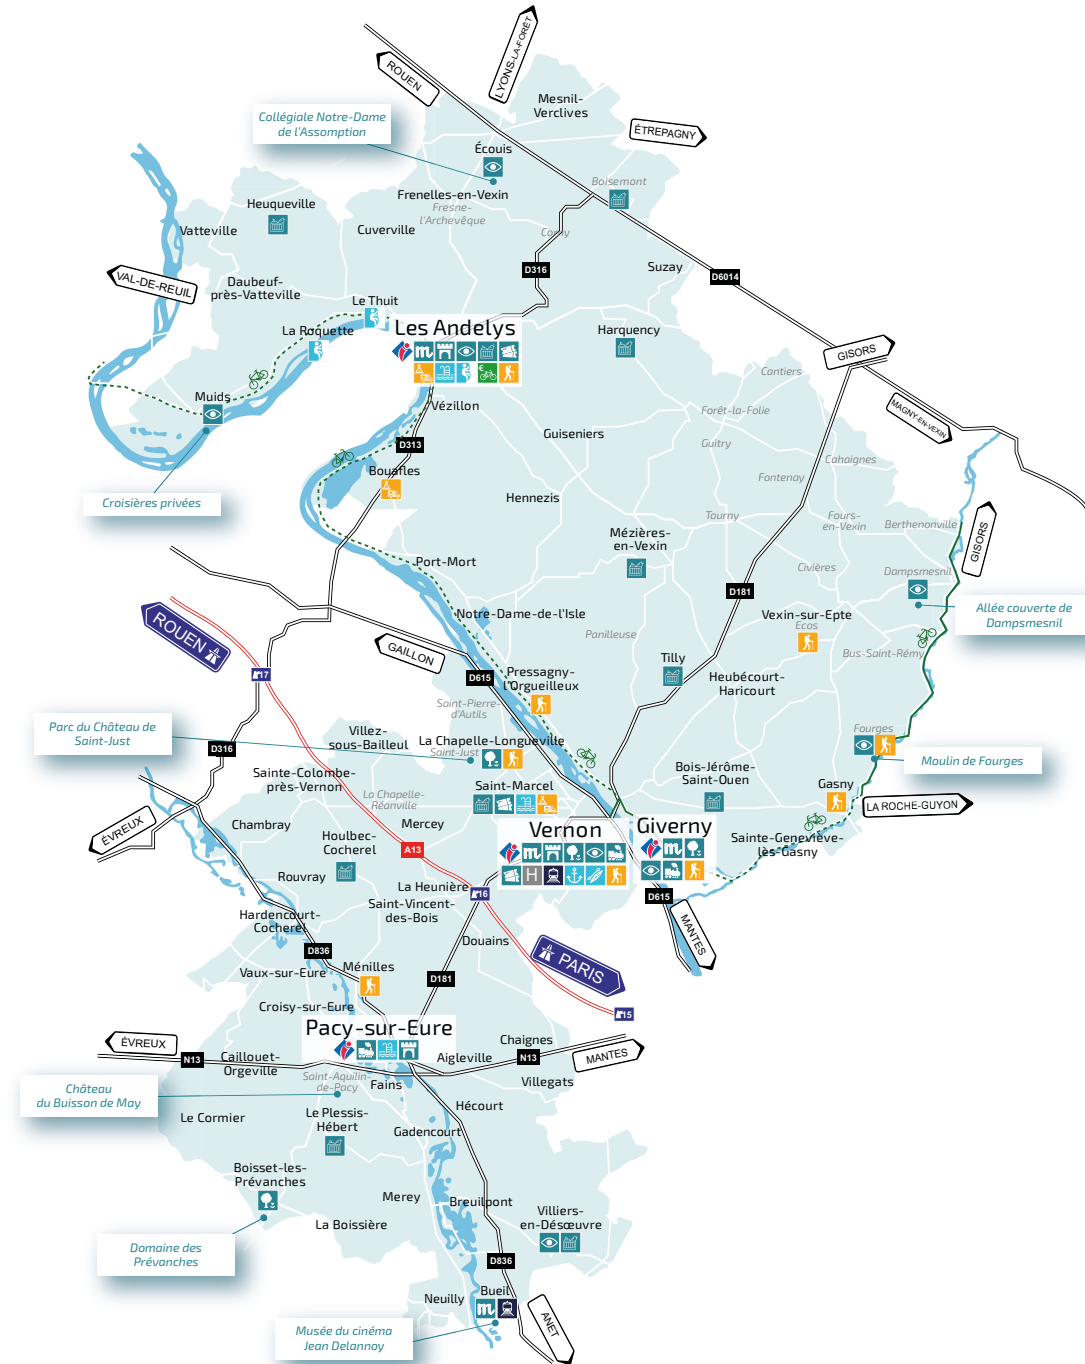 LYONS-LA-FORÊT
ROUEN
Mesnil-
Verclives
Collégiale Notre-Dame
de l'Assomption
ÉTREPAGNY
Écouis
Boisemont
Frenelles-en-Vexin
Heuqueville
Fresne-
l'Archevêque
Vatteville
Cuverville
Corny
Suzay
VAL-DE-REUIL
D316
D6014
Daubeuf-
près-Vatteville
Le Thuit
La Roquette
Les Andelys
Harquency
GISORS
Cantiers
Muids
Vézillon
Forêt-la-Folie
MAGNY-EN-VEXIN
Guiseniers
Guitry
D313
Cahaignes
Bouafles
Fontenay
Croisières privées
Hennezis
Tourny
Fours-
en-Vexin
Berthenonville
GISORS
Mézières-
en-Vexin
Port-Mort
Civières
Dampsmesnil
D181
Allée couverte de
Dampsmesnil
Notre-Dame-de-l'Isle
Vexin-sur-Epte
Ecos
Panilleuse
ROUEN
GAILLON
Bus-Saint-Rémy
Tilly
Pressagny-
l'Orgueilleux
17
D615
Heubécourt-
Haricourt
Saint-Pierre-
d'Autils
Parc du Château de
Saint-Just
Villez-
sous-Bailleul
Fourges
La Chapelle-Longueville
Saint-Just
D316
Moulin de Fourges
Sainte-Colombe-
près-Vernon
Bois-Jérôme-
Saint-Ouen
Saint-Marcel
Gasny
La Chapelle-
Réanville
LA ROCHE-GUYON
Chambray
Mercey
ÉVREUX
Vernon
Giverny
Houlbec-
Cocherel
Sainte-Geneviève-
lès-Gasny
A13
Rouvray
H
La Heunière
16
D615
Saint-Vincent-
des-Bois
Hardencourt-
Cocherel
MANTES
Douains
D836
PARIS
Vaux-sur-Eure
Ménilles
D181
Croisy-sur-Eure
15
Pacy-sur-Eure
ÉVREUX
Chaignes
N13
Caillouet-
Orgeville
Aigleville
N13
MANTES
Saint-Aquilin-
de-Pacy
Fains
Villegats
Château
du Buisson de May
Hécourt
Le Cormier
Le Plessis-
Hébert
Gadencourt
Boisset-les-
Prévanches
Merey
Breuilpont
Villiers-
en-Désœuvre
La Boissière
Domaine des
Prévanches
D836
Bueil
Neuilly
Musée du cinéma
Jean Delannoy
ANET